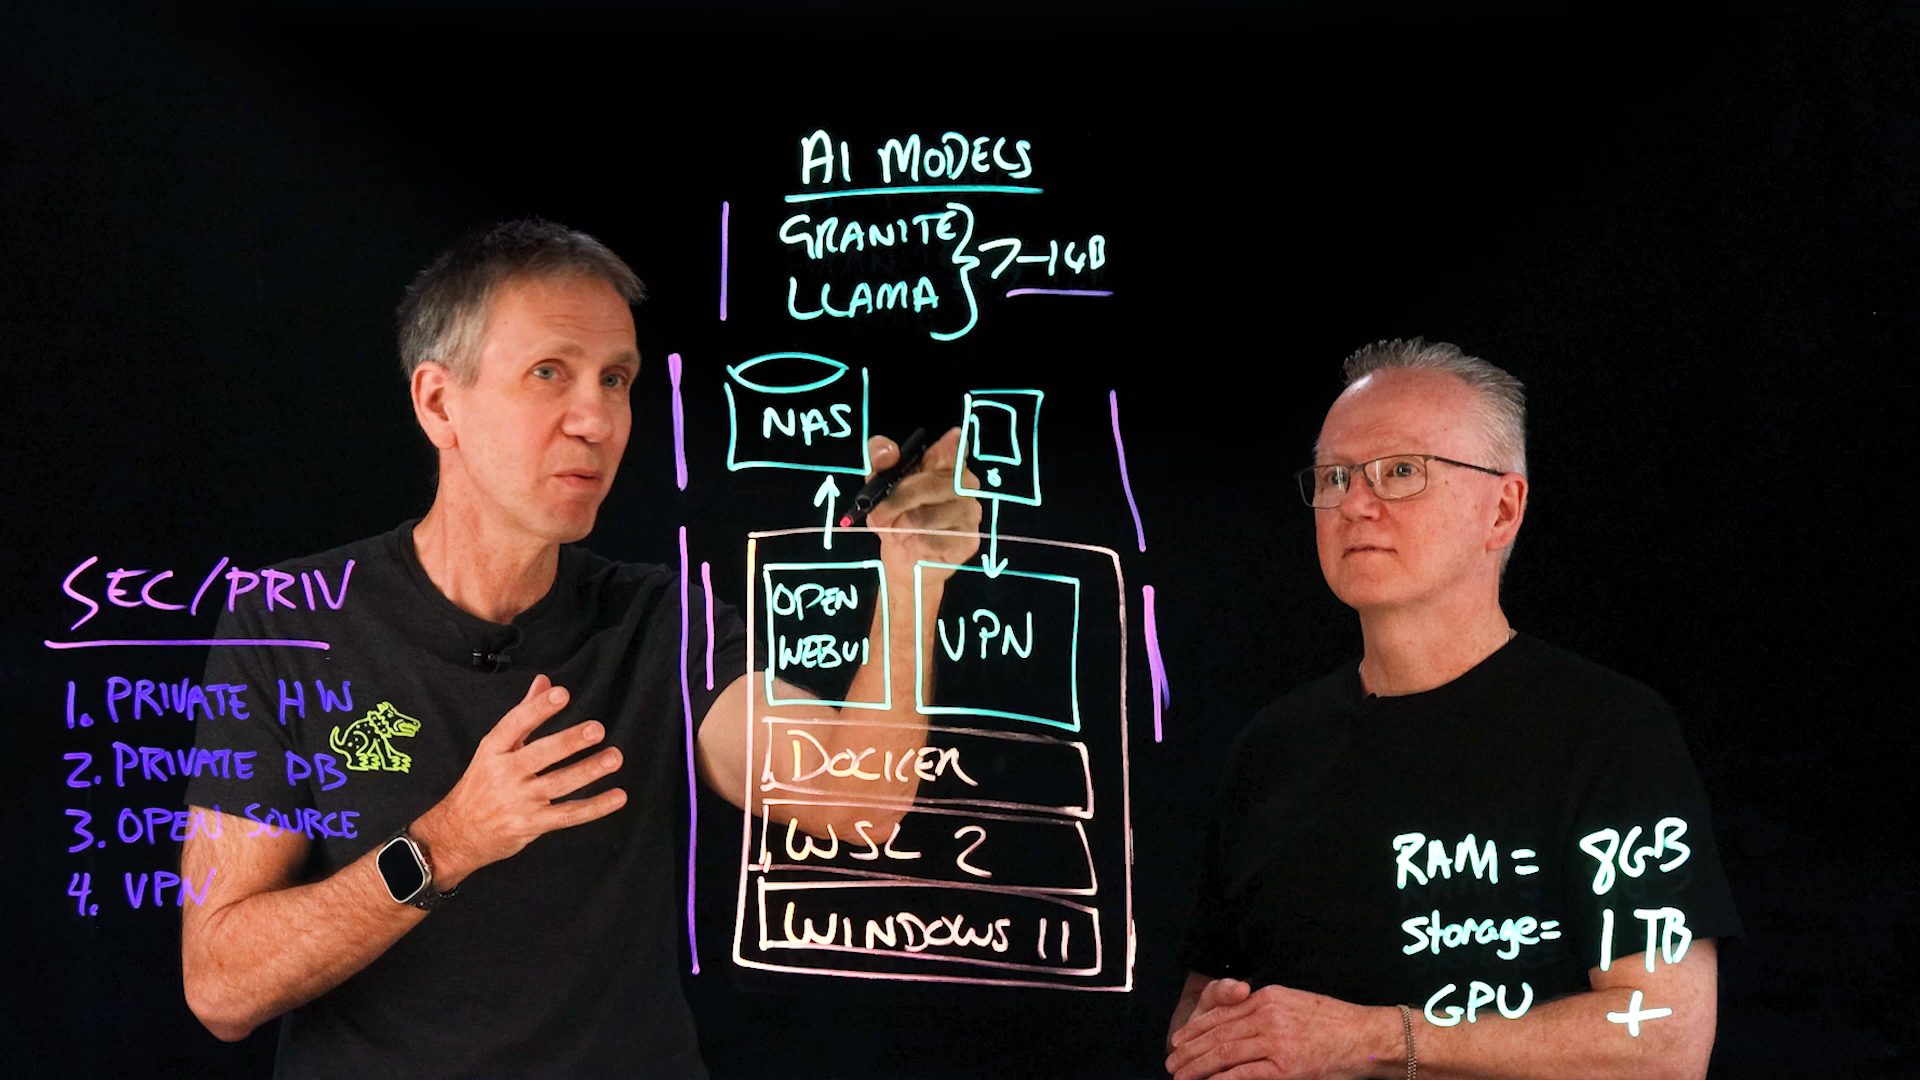 AI MODELS
GRANITE
LLAMA
7-14B
NAS
OPEN
WEBUI
VPN
DOCKER
WSL 2
WINDOWS 11
SEC/PRIV
1. PRIVATE HW
2. PRIVATE DB
3. OPEN SOURCE
4. VPN
RAM = 8GB
Storage = 1 TB
GPU +